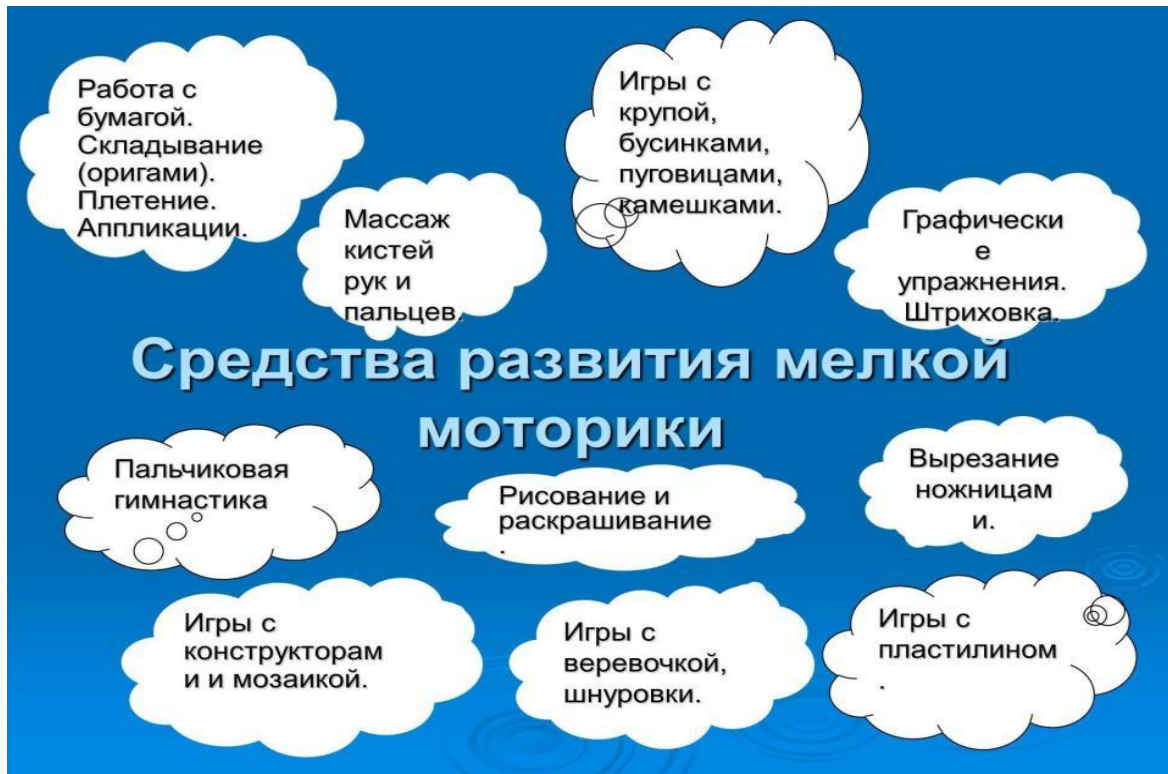 Работа с
бумагой.
Складывание
(оригами).
Плетение.
Аппликации.
Массаж
кистей
рук и
пальцев.
Игры с
крупой,
бусинками,
пуговицами,
камешками.
Графически
е
упражнения.
Штриховка.
Средства развития мелкой
моторики
Пальчиковая
гимнастика
Рисование и
раскрашивание
.
Вырезание
ножницам
и.
Игры с
конструкторам
и и мозаикой.
Игры с
веревочкой,
шнуровки.
Игры с
пластилином
.